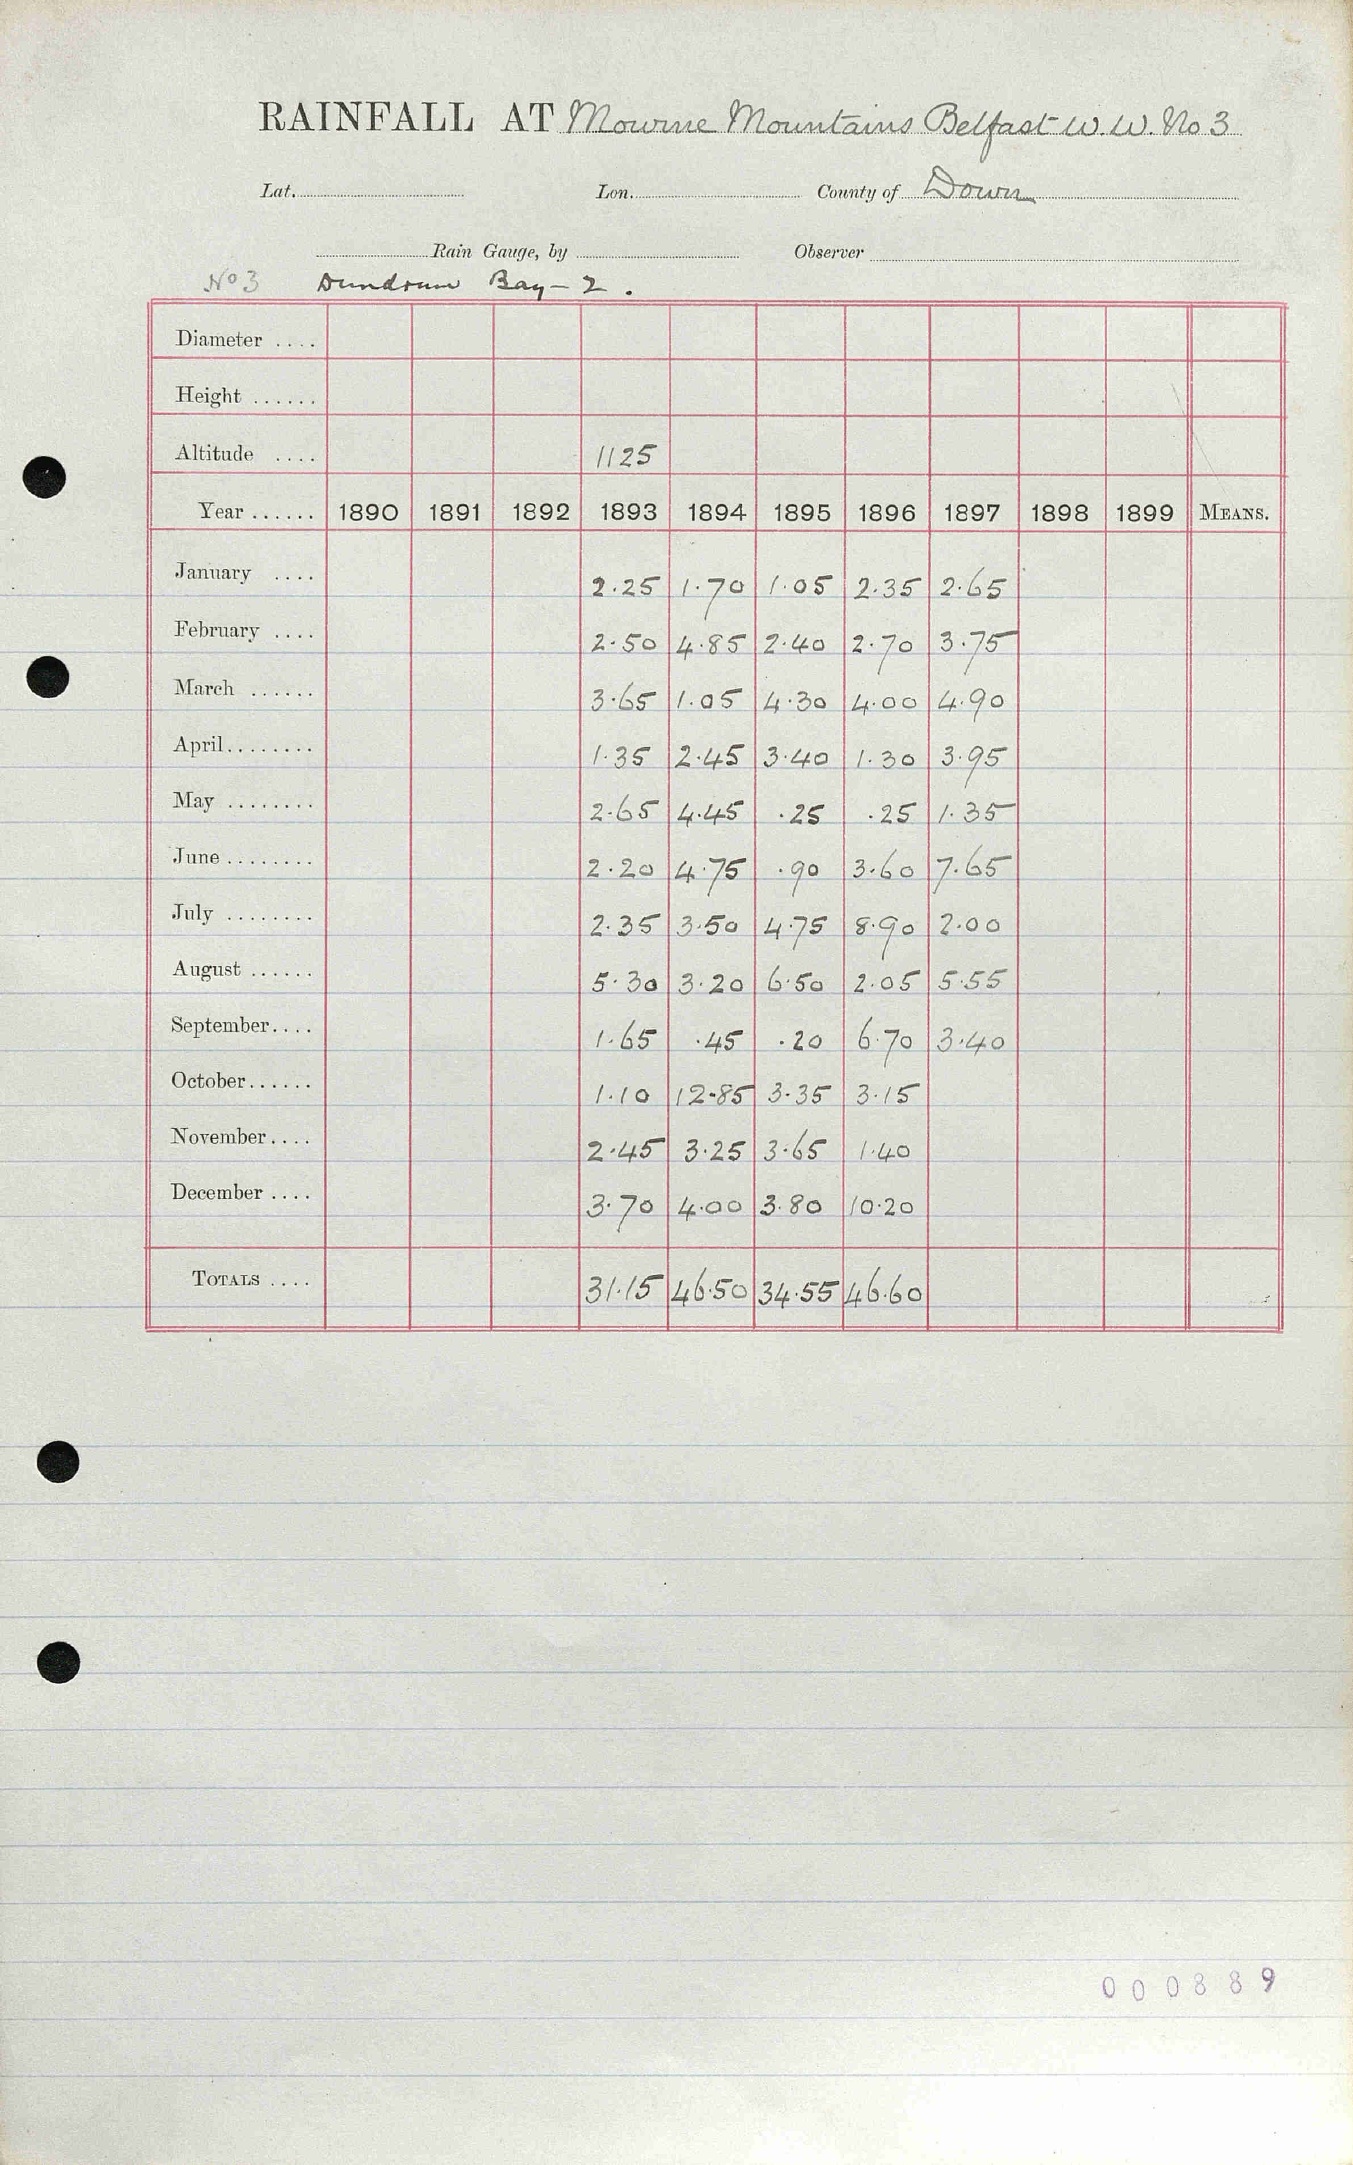 RAINFALL AT Mourne Mountains Belfast W.W. No 3
Lat. Lon. County of Down
Rain Gauge, by Observer
No 3 Dundrum Bay - 2 .
Diameter ....
Height ......
Altitude .... 1125
Year ...... 1890 1891 1892 1893 1894 1895 1896 1897 1898 1899 MEANS.
January .... 2.25 1.70 1.05 2.35 2.65
February .... 2.50 4.85 2.40 2.70 3.75
March ...... 3.65 1.05 4.30 4.00 4.90
April........ 1.35 2.45 3.40 1.30 3.95
May ........ 2.65 4.45 .25 .25 1.35
June ........ 2.20 4.75 .90 3.60 7.65
July ........ 2.35 3.50 4.75 8.90 2.00
August ...... 5.30 3.20 6.50 2.05 5.55
September.... 1.65 .45 .20 6.70 3.40
October...... 1.10 12.85 3.35 3.15
November.... 2.45 3.25 3.65 1.40
December .... 3.70 4.00 3.80 10.20
TOTALS .... 31.15 46.50 34.55 46.60
000889